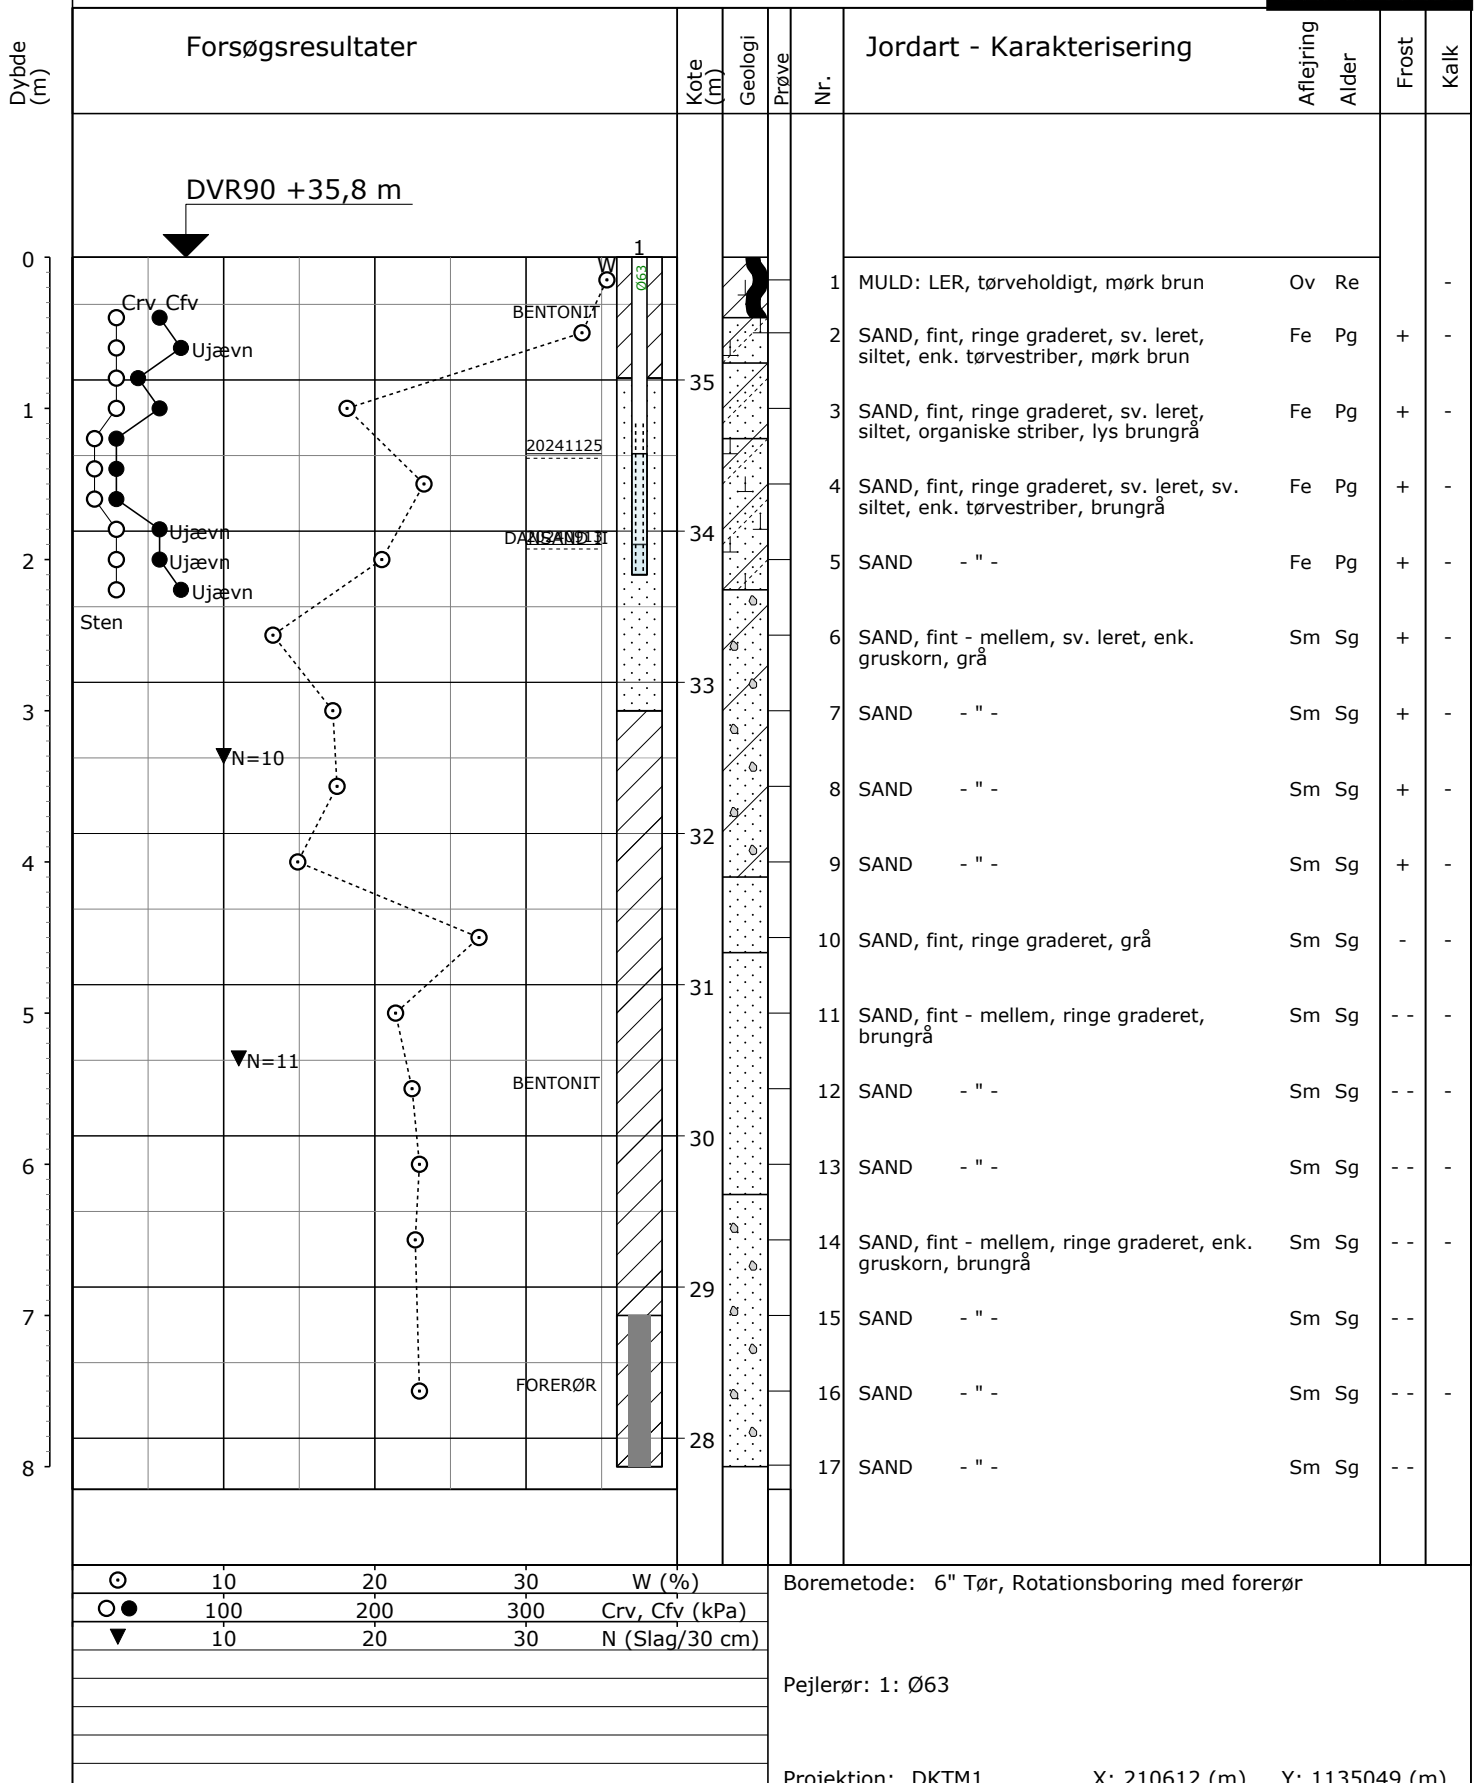 Dybde
(m)
Forsøgsresultater
Kote
(m)
Geologi
Prøve
Nr.
Jordart - Karakterisering
Aflejring
Alder
Frost
Kalk
DVR90 +35,8 m
0
1
2
3
4
5
6
7
8
1
W
Ø63
Crv Cfv
BENTONIT
Ujævn
20241125
Ujævn
DANSAND II
20240913
Ujævn
Ujævn
Sten
N=10
N=11
BENTONIT
FORERØR
35
34
33
32
31
30
29
28
1 MULD: LER, tørveholdigt, mørk brun Ov Re -
2 SAND, fint, ringe graderet, sv. leret, Fe Pg + -
siltet, enk. tørvestriber, mørk brun
3 SAND, fint, ringe graderet, sv. leret, Fe Pg + -
siltet, organiske striber, lys brungrå
4 SAND, fint, ringe graderet, sv. leret, sv. Fe Pg + -
siltet, enk. tørvestriber, brungrå
5 SAND - " - Fe Pg + -
6 SAND, fint - mellem, sv. leret, enk. Sm Sg + -
gruskorn, grå
7 SAND - " - Sm Sg + -
8 SAND - " - Sm Sg + -
9 SAND - " - Sm Sg + -
10 SAND, fint, ringe graderet, grå Sm Sg - -
11 SAND, fint - mellem, ringe graderet, Sm Sg - - -
brungrå
12 SAND - " - Sm Sg - - -
13 SAND - " - Sm Sg - - -
14 SAND, fint - mellem, ringe graderet, enk. Sm Sg - - -
gruskorn, brungrå
15 SAND - " - Sm Sg - -
16 SAND - " - Sm Sg - - -
17 SAND - " - Sm Sg - -
10 20 30 W (%)
100 200 300 Crv, Cfv (kPa)
10 20 30 N (Slag/30 cm)
Boremetode: 6" Tør, Rotationsboring med forerør
Pejlerør: 1: Ø63
Projektion: DKTM1 X: 210612 (m) Y: 1135049 (m)